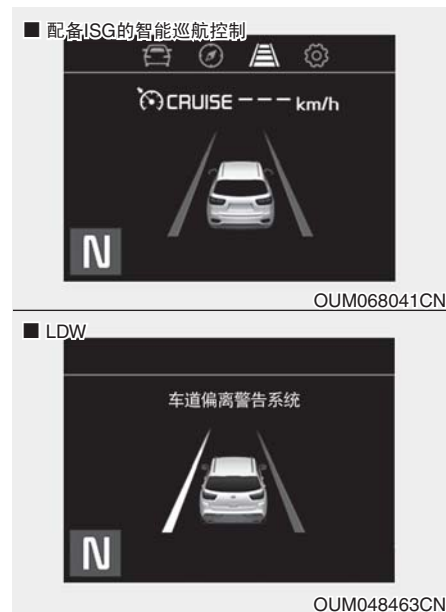 ■ 配备ISG的智能巡航控制
CRUISE --- km/h
N
OUM068041CN
■ LDW
车道偏离警告系统
N
OUM048463CN